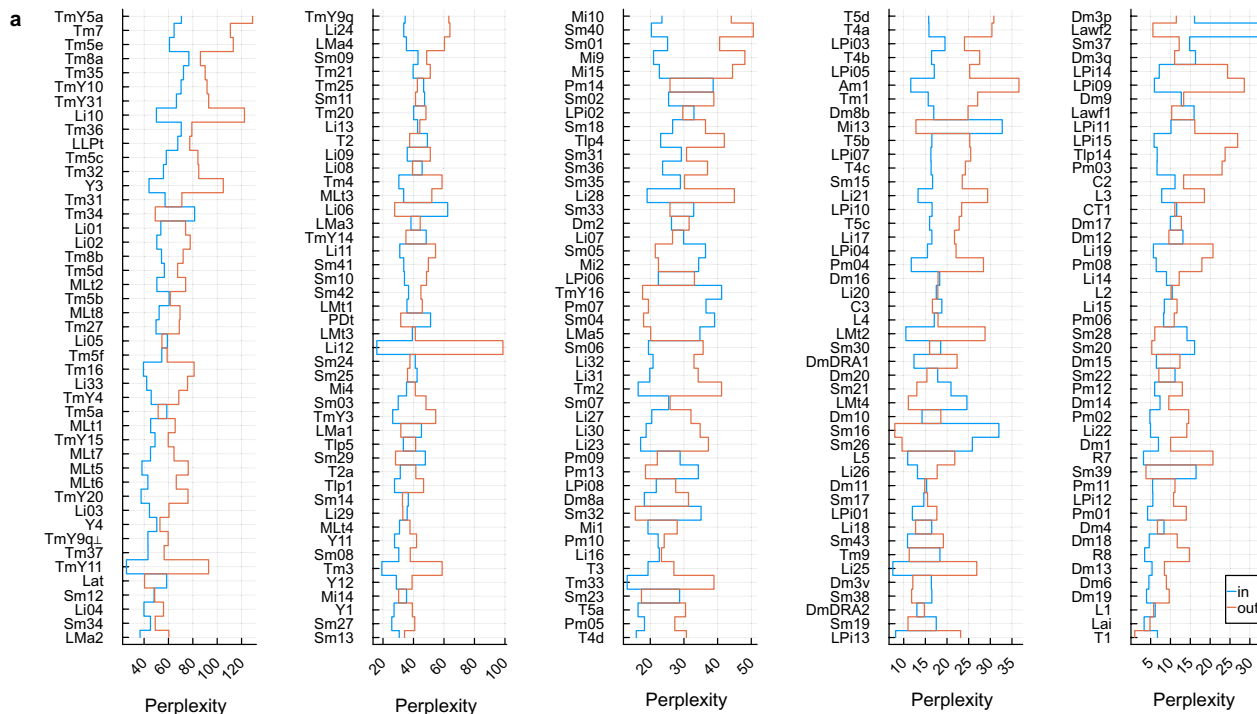 a
TmY5a
Tm7
Tm5e
Tm8a
Tm35
TmY10
TmY31
Li10
Tm36
LLPt
Tm5c
Tm32
Y3
Tm31
Tm34
Li01
Li02
Tm8b
Tm5d
MLt2
Tm5b
MLt8
Tm27
Li05
Tm5f
Tm16
Li33
TmY4
Tm5a
MLt1
TmY15
MLt7
MLt5
MLt6
TmY20
Li03
Y4
TmY9q⊥
Tm37
TmY11
Lat
Sm12
Li04
Sm34
LMa2
40 60 80 100 120
Perplexity
TmY9q
Li24
LMa4
Sm09
Tm21
Tm25
Sm11
Tm20
Li13
T2
Li09
Li08
Tm4
MLt3
Li06
LMa3
TmY14
Li11
Sm41
Sm10
Sm42
LMt1
PDt
LMt3
Li12
Sm24
Sm25
Mi4
Sm03
TmY3
LMa1
Tlp5
Sm29
T2a
Tlp1
Sm14
Li29
MLt4
Y11
Sm08
Tm3
Y12
Mi14
Y1
Sm27
Sm13
20 40 60 80 100
Perplexity
Mi10
Sm40
Sm01
Mi9
Mi15
Pm14
Sm02
LPi02
Sm18
Tlp4
Sm31
Sm36
Sm35
Li28
Sm33
Dm2
Li07
Sm05
Mi2
LPi06
TmY16
Pm07
Sm04
LMa5
Sm06
Li32
Li31
Tm2
Sm07
Li27
Li30
Li23
Pm09
Pm13
LPi08
Dm8a
Sm32
Mi1
Pm10
Li16
T3
Tm33
Sm23
T5a
Pm05
T4d
20 30 40 50
Perplexity
T5d
T4a
LPi03
T4b
LPi05
Am1
Tm1
Dm8b
Mi13
T5b
LPi07
T4c
Sm15
Li21
LPi10
T5c
Li17
LPi04
Pm04
Dm16
Li20
C3
L4
LMt2
Sm30
DmDRA1
Dm20
Sm21
LMt4
Dm10
Sm16
Sm26
L5
Li26
Dm11
Sm17
LPi01
Li18
Sm43
Tm9
Li25
Dm3v
Sm38
DmDRA2
Sm19
LPi13
10 15 20 25 30 35
Perplexity
Dm3p
Lawf2
Sm37
Dm3q
LPi14
LPi09
Dm9
Lawf1
LPi11
LPi15
Tlp14
Pm03
C2
L3
CT1
Dm17
Dm12
Li19
Pm08
Li14
L2
Li15
Pm06
Sm28
Sm20
Dm15
Sm22
Pm12
Dm14
Pm02
Li22
Dm1
R7
Sm39
Pm11
LPi12
Pm01
Dm4
Dm18
R8
Dm13
Dm6
Dm19
L1
Lai
T1
5 10 15 20 25 30
Perplexity
in
out